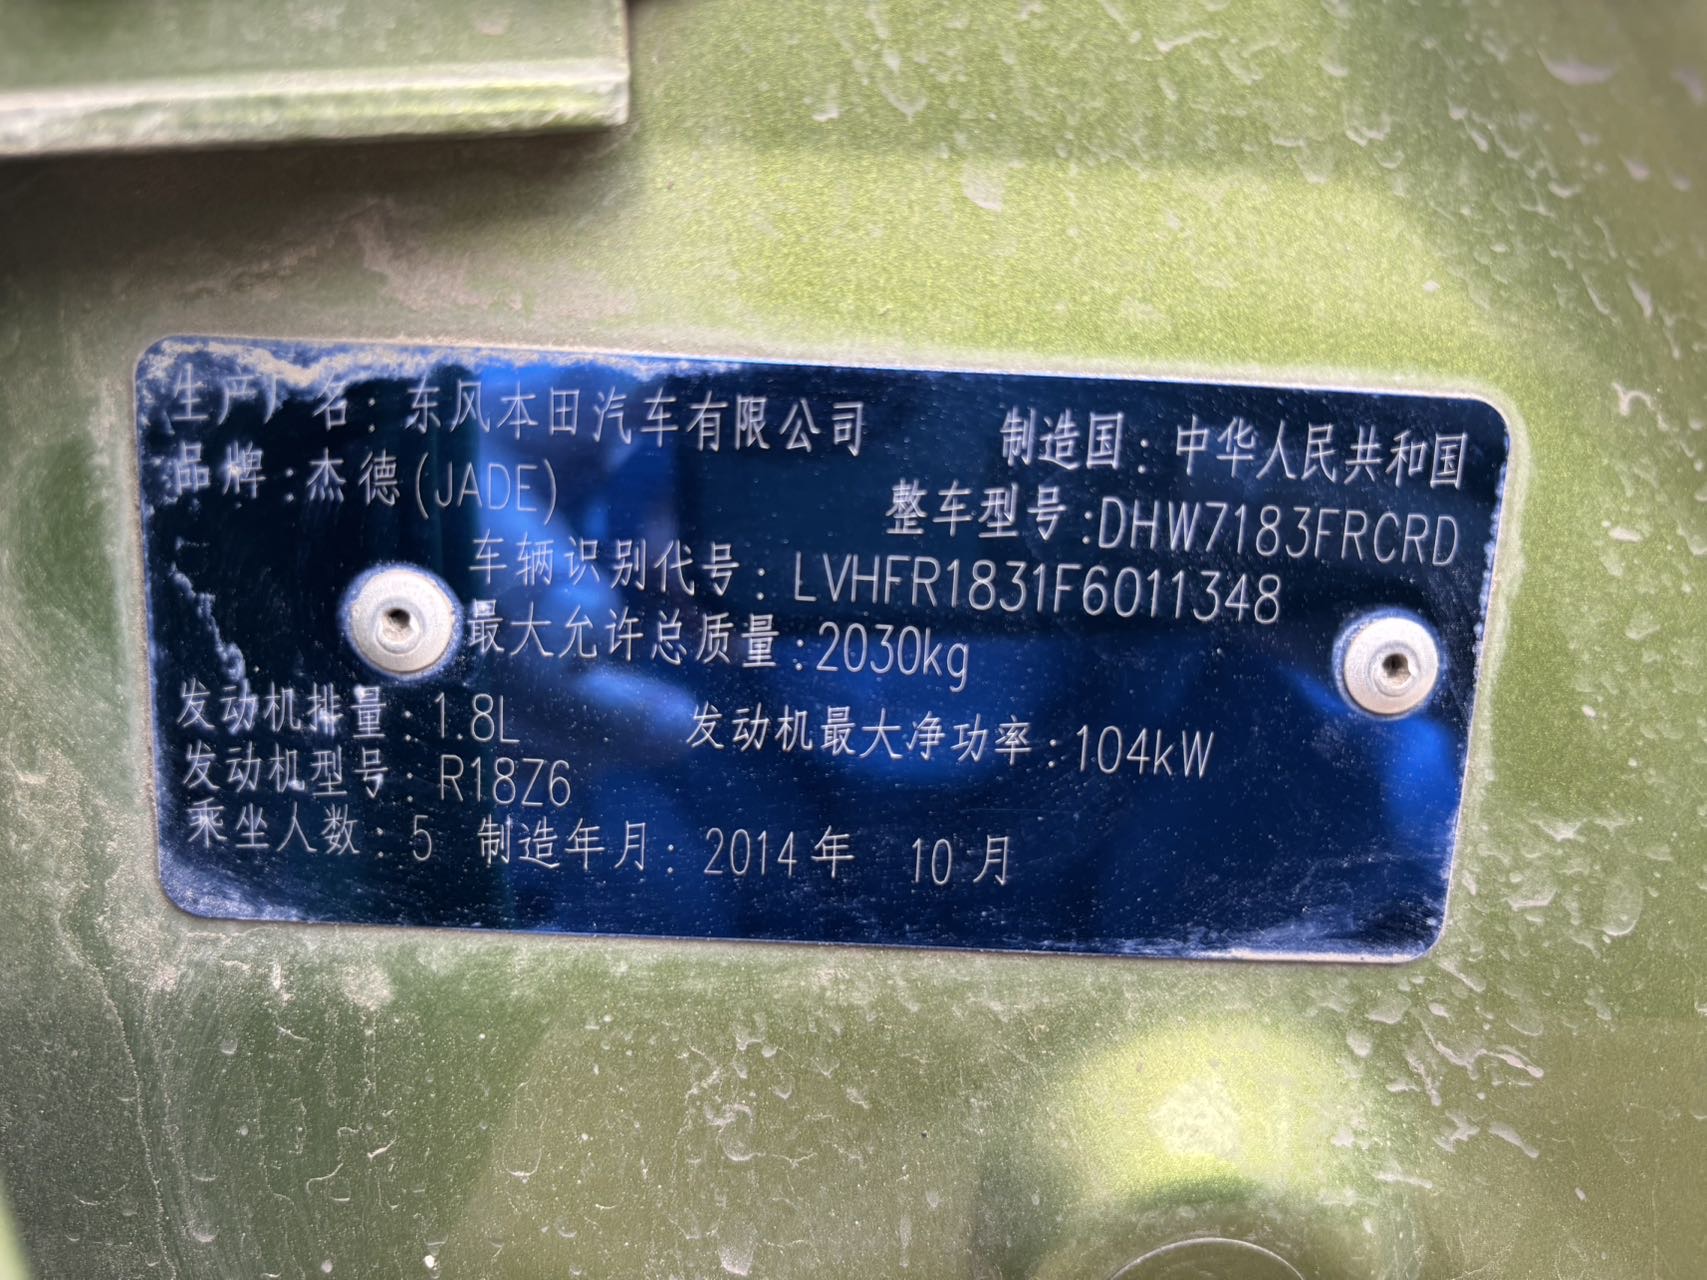 生产厂名：东风本田汽车有限公司 制造国：中华人民共和国
品牌：杰德(JADE) 整车型号：DHW7183FRCRD
车辆识别代号：LVHFR1831F6011348
最大允许总质量：2030kg
发动机排量：1.8L 发动机最大净功率：104kW
发动机型号：R18Z6
乘坐人数：5 制造年月：2014年 10月